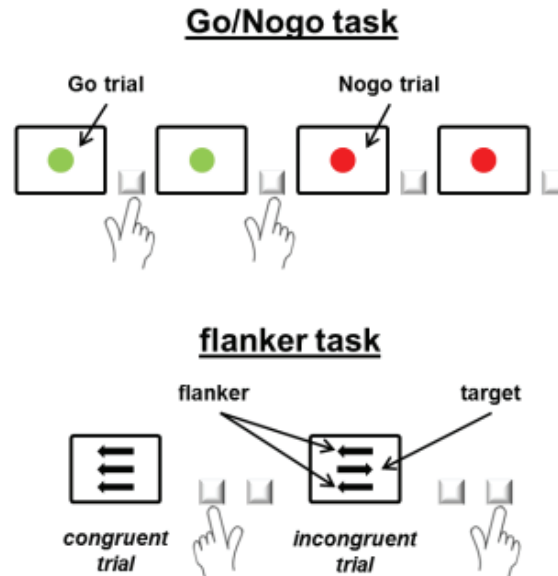 Go/Nogo task
Go trial
Nogo trial
flanker task
flanker
target
congruent
trial
incongruent
trial